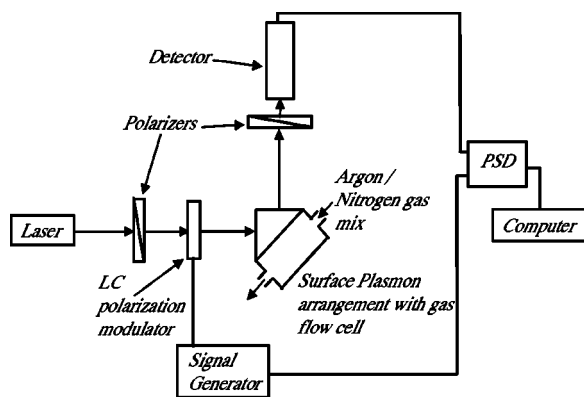 Detector
Polarizers
PSD
Argon /
Nitrogen gas
mix
Laser
Computer
LC
polarization
modulator
Surface Plasmon
arrangement with gas
flow cell
Signal
Generator